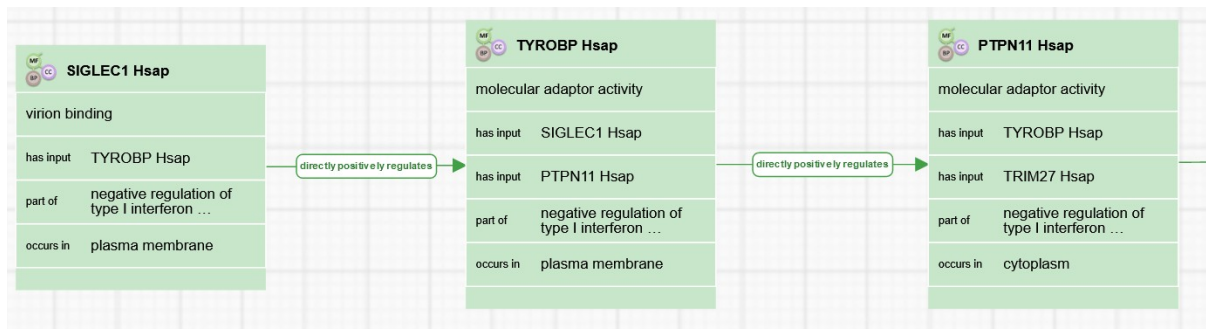 MF
CC
BP
SIGLEC1 Hsap
virion binding
has input TYROBP Hsap
part of negative regulation of
type I interferon ...
occurs in plasma membrane
directly positively regulates
MF
CC
BP
TYROBP Hsap
molecular adaptor activity
has input SIGLEC1 Hsap
has input PTPN11 Hsap
part of negative regulation of
type I interferon ...
occurs in plasma membrane
directly positively regulates
MF
CC
BP
PTPN11 Hsap
molecular adaptor activity
has input TYROBP Hsap
has input TRIM27 Hsap
part of negative regulation of
type I interferon ...
occurs in cytoplasm